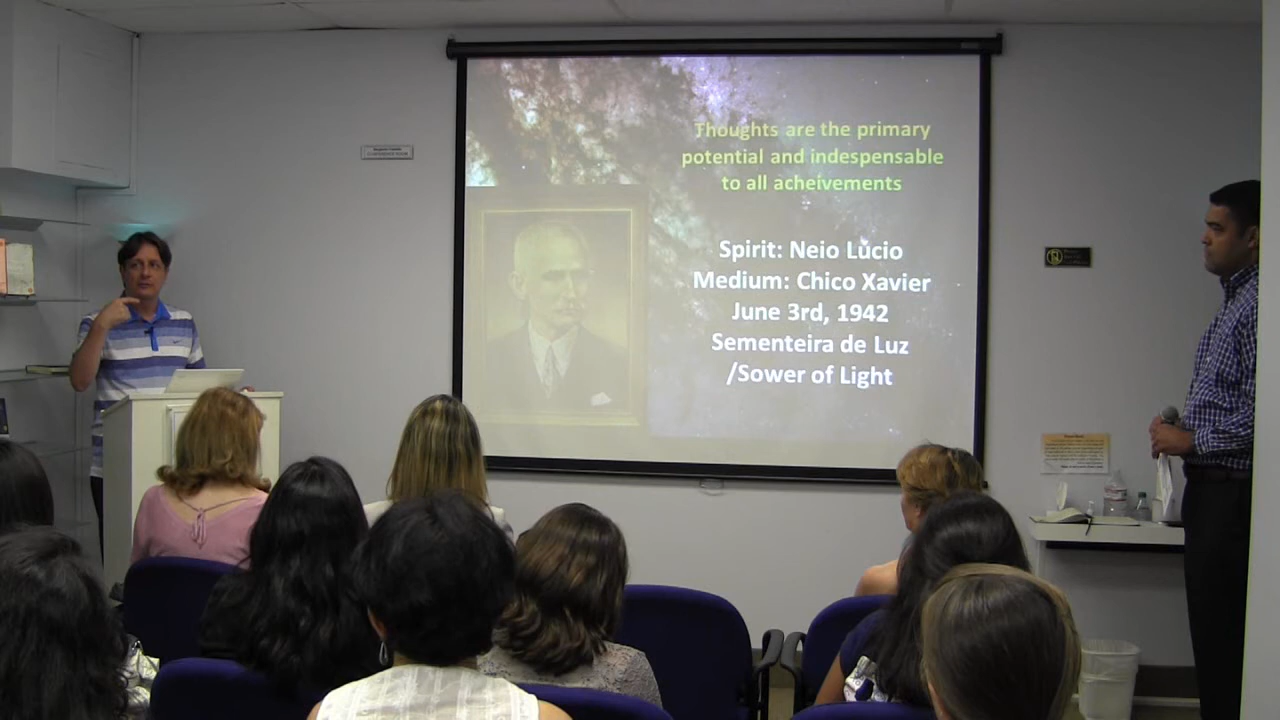 Thoughts are the primary
potential and indespensable
to all acheivements
Spirit: Neio Lùcio
Medium: Chico Xavier
June 3rd, 1942
Sementeira de Luz
/Sower of Light